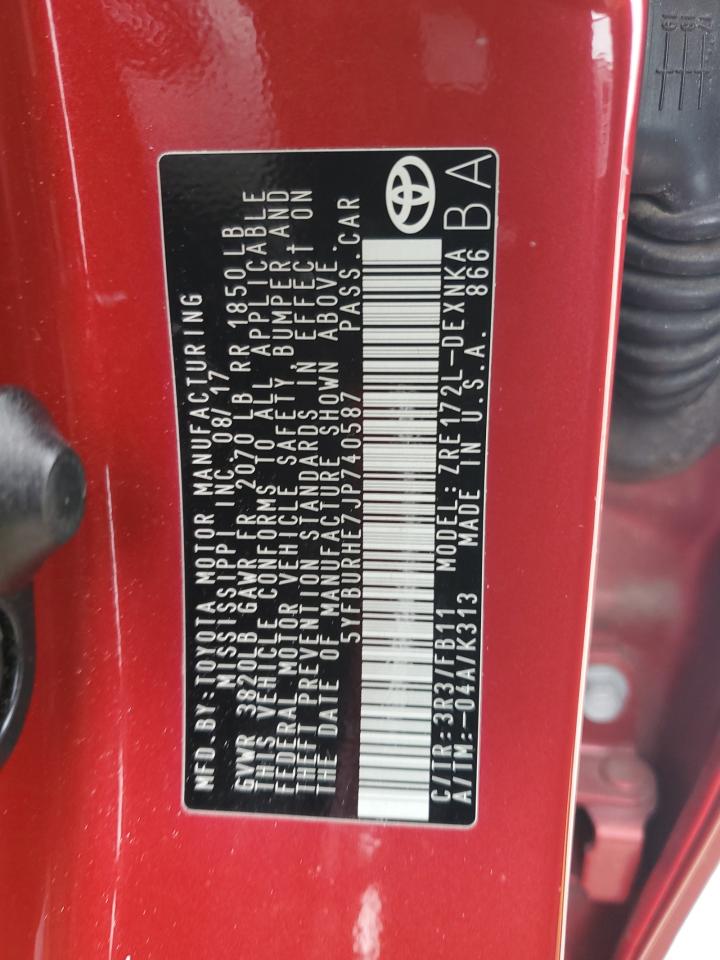 MFD.BY:TOYOTA MOTOR MANUFACTURING
MISSISSIPPI INC. 08/17
GVWR 3820LB GAWR FR 2070 LB RR 1850 LB
THIS VEHICLE CONFORMS TO ALL APPLICABLE
FEDERAL MOTOR VEHICLE SAFETY, BUMPER, AND
THEFT PREVENTION STANDARDS IN EFFECT ON
THE DATE OF MANUFACTURE SHOWN ABOVE.
5YFBURHE7JP740587 PASS.CAR
C/TR:3R3/FB11 MODEL:ZRE172L-DEXNKA
A/TM:-04A/K313 MADE IN U.S.A. 866
BA